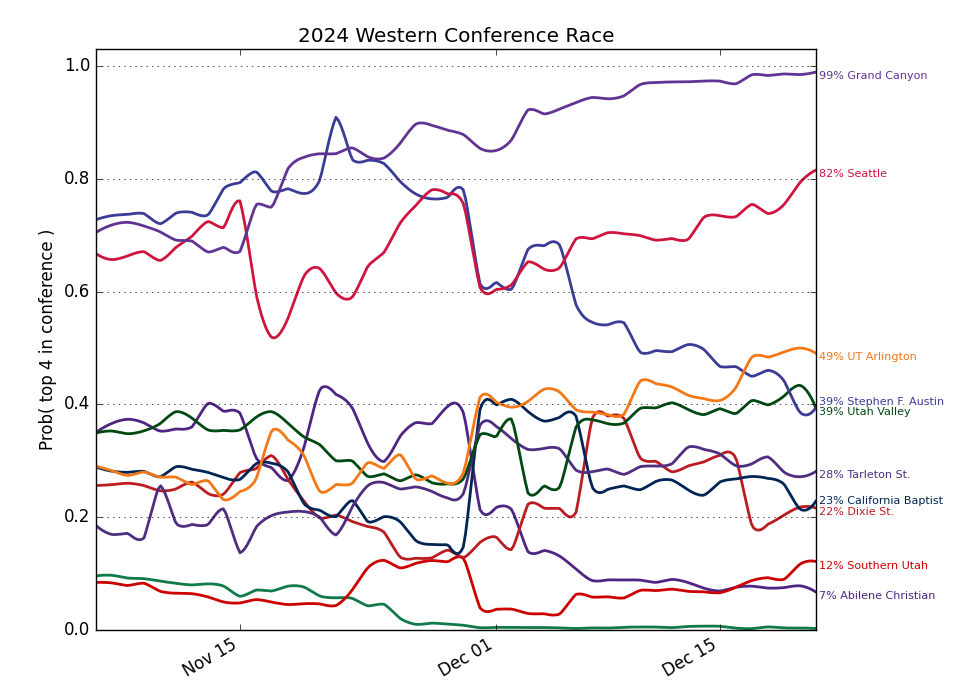 2024 Western Conference Race
Prob( top 4 in conference )
1.0
0.8
0.6
0.4
0.2
0.0
Nov 15
Dec 01
Dec 15
99% Grand Canyon
82% Seattle
49% UT Arlington
39% Stephen F. Austin
39% Utah Valley
28% Tarleton St.
23% California Baptist
22% Dixie St.
12% Southern Utah
7% Abilene Christian